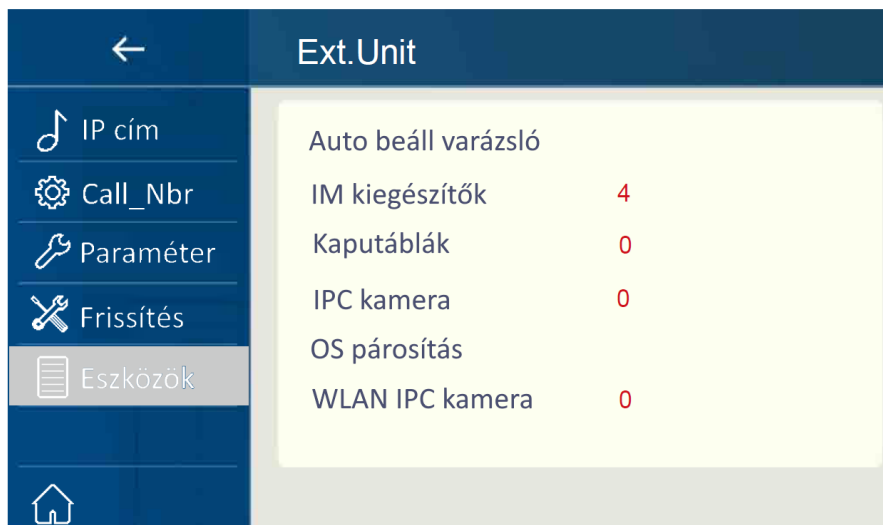 Ext.Unit
IP cím
Call_Nbr
Paraméter
Frissítés
Eszközök
Auto beáll varázsló
IM kiegészítők 4
Kaputáblák 0
IPC kamera 0
OS párosítás
WLAN IPC kamera 0